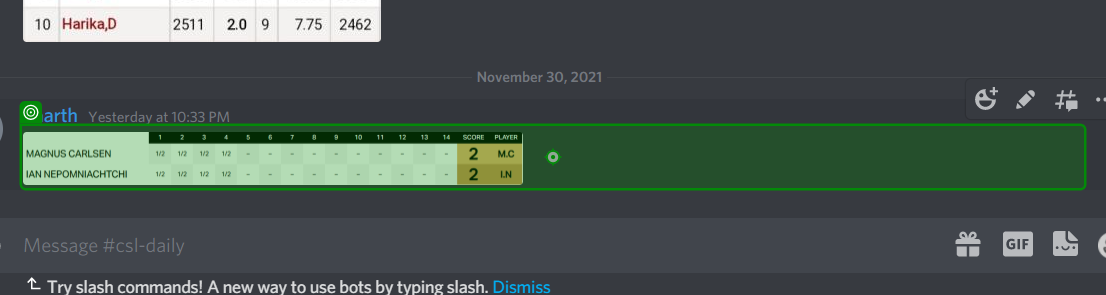 10 Harika,D 2511 2.0 9 7.75 2462
November 30, 2021
arth Yesterday at 10:33 PM
1 2 3 4 5 6 7 8 9 10 11 12 13 14 SCORE PLAYER
MAGNUS CARLSEN 1/2 1/2 1/2 1/2 - - - - - - - - - - 2 M.C
IAN NEPOMNIACHTCHI 1/2 1/2 1/2 1/2 - - - - - - - - - - 2 I.N
Message #csl-daily
GIF
Try slash commands! A new way to use bots by typing slash. Dismiss